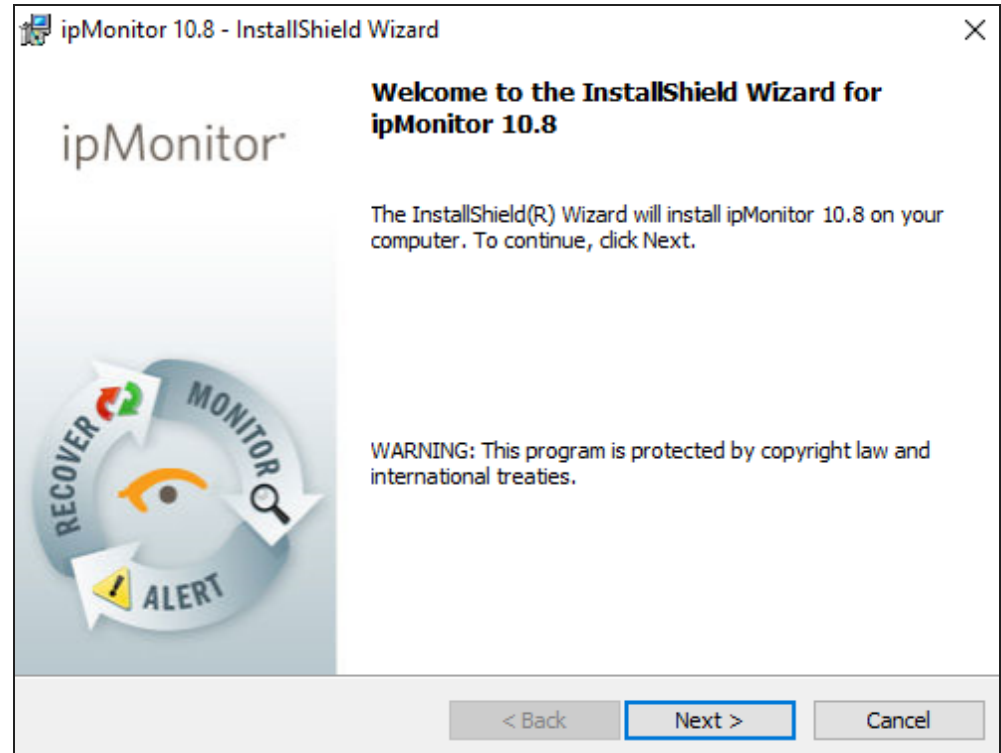 ipMonitor 10.8 - InstallShield Wizard
ipMonitor
Welcome to the InstallShield Wizard for
ipMonitor 10.8
The InstallShield(R) Wizard will install ipMonitor 10.8 on your
computer. To continue, click Next.
RECOVER
MONITOR
ALERT
WARNING: This program is protected by copyright law and
international treaties.
< Back
Next >
Cancel